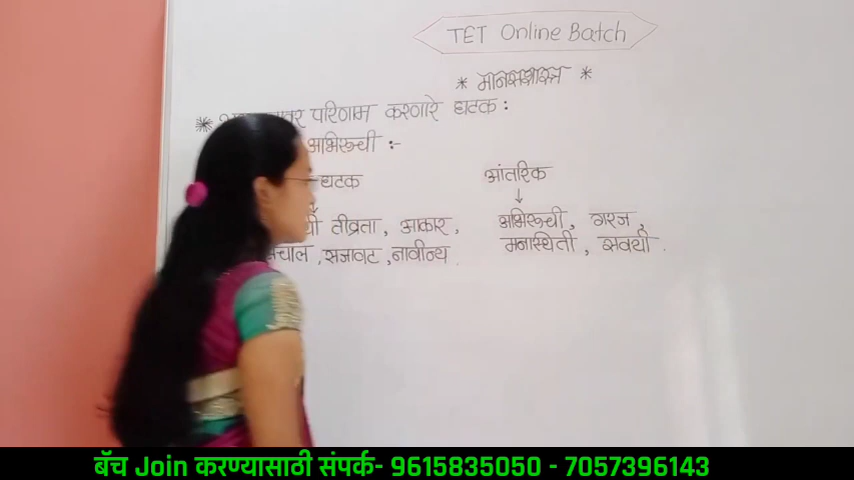 TET Online Batch
* मानसशास्त्र *
* परिणाम करणारे घटक :
अभिरूची :-
घटक आंतरिक
तीव्रता , आकार , अभिरूची , गरज ,
, सजावट , नावीन्य . मनास्थिती , सवयी .
बॅच Join करण्यासाठी संपर्क- 9615835050 - 7057396143